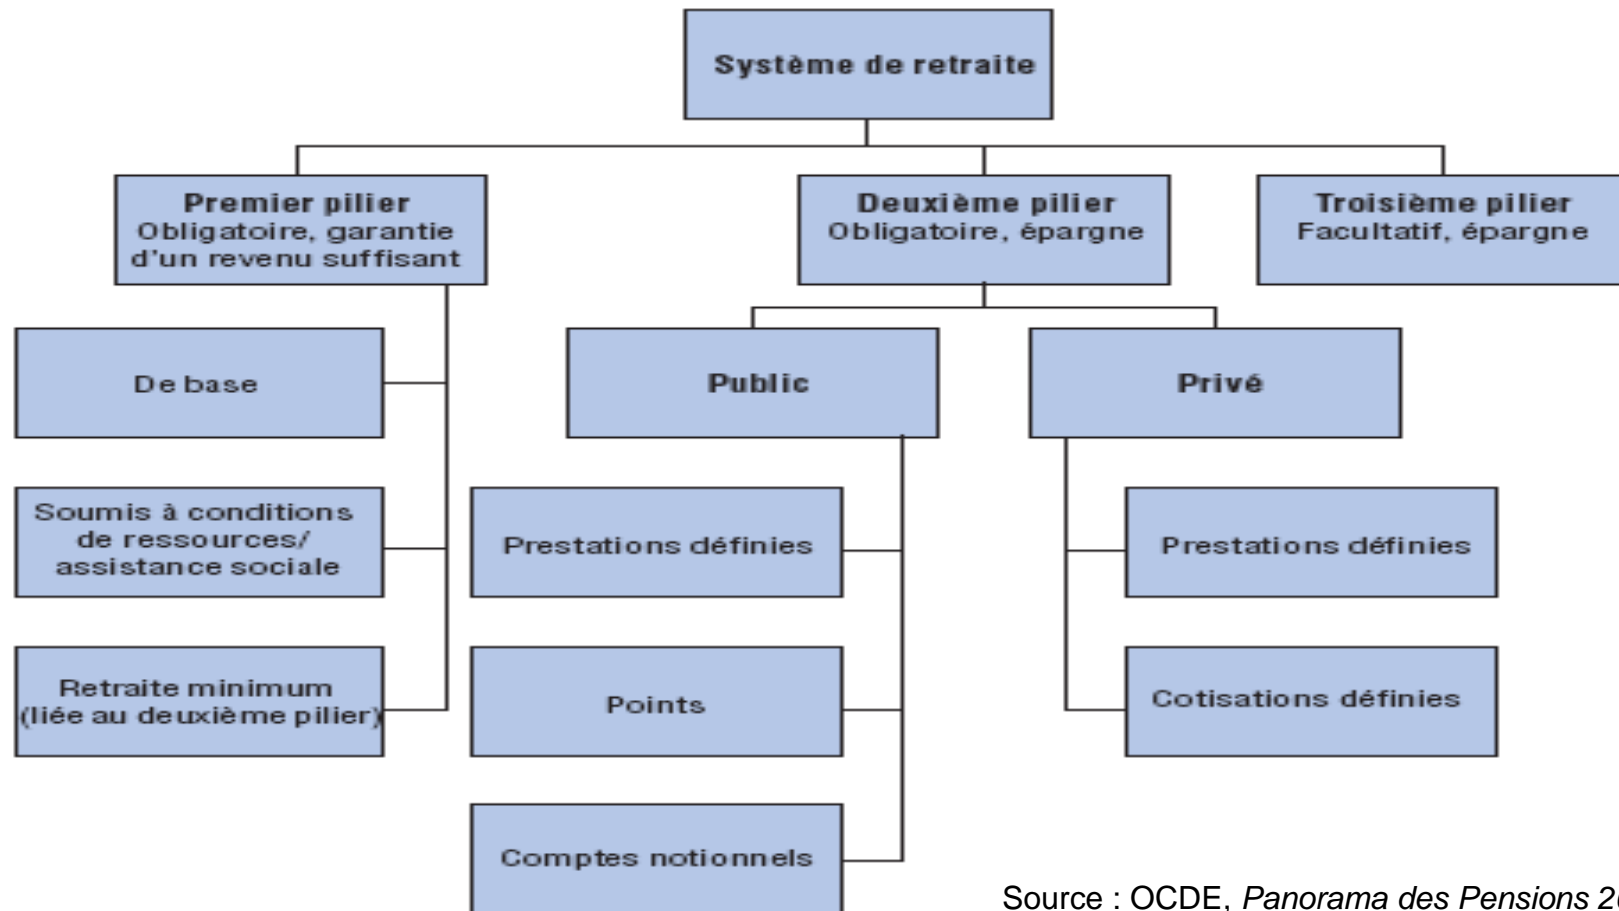 Système de retraite
Premier pilier
Obligatoire, garantie
d'un revenu suffisant
Deuxième pilier
Obligatoire, épargne
Troisième pilier
Facultatif, épargne
De base
Public
Privé
Soumis à conditions
de ressources/
assistance sociale
Prestations définies
Prestations définies
Retraite minimum
(liée au deuxième pilier)
Points
Cotisations définies
Comptes notionnels
Source : OCDE, Panorama des Pensions